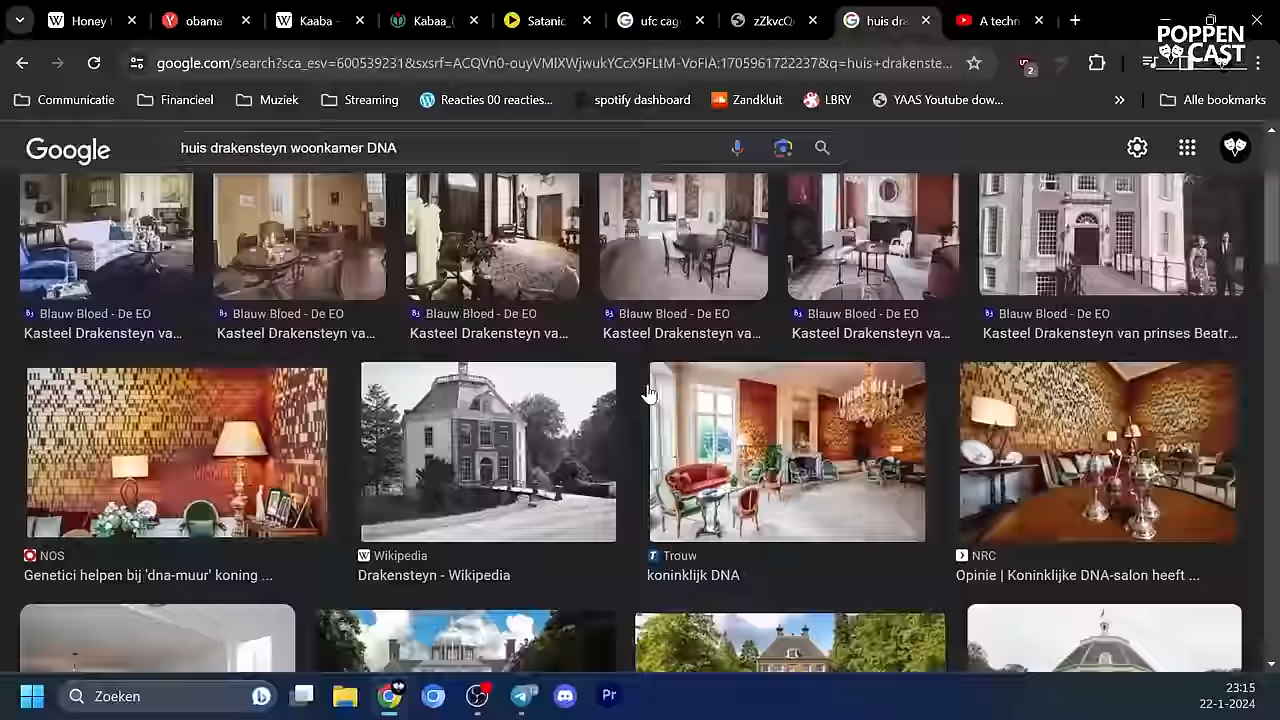 Honey (
obama
Kaaba -
Kabaa_(
Satanic
ufc cag
zZkvcQ
huis dra
A techn
POPPEN
CAST
google.com/search?sca_esv=600539231&sxsrf=ACQVn0-ouyVMIXWjwukYCcX9FLtM-VoFIA:1705961722237&q=huis+drakenste...
2
Communicatie
Financieel
Muziek
Streaming
Reacties 00 reacties...
spotify dashboard
Zandkluit
LBRY
YAAS Youtube dow...
»
Alle bookmarks
Google
huis drakensteyn woonkamer DNA
Blauw Bloed - De EO
Blauw Bloed - De EO
Blauw Bloed - De EO
Blauw Bloed - De EO
Blauw Bloed - De EO
Blauw Bloed - De EO
Kasteel Drakensteyn va...
Kasteel Drakensteyn va...
Kasteel Drakensteyn va...
Kasteel Drakensteyn va...
Kasteel Drakensteyn va...
Kasteel Drakensteyn van prinses Beatr...
NOS
Wikipedia
Trouw
NRC
Genetici helpen bij 'dna-muur' koning ...
Drakensteyn - Wikipedia
koninklijk DNA
Opinie | Koninklijke DNA-salon heeft ...
Zoeken
Pr
23:15
22-1-2024